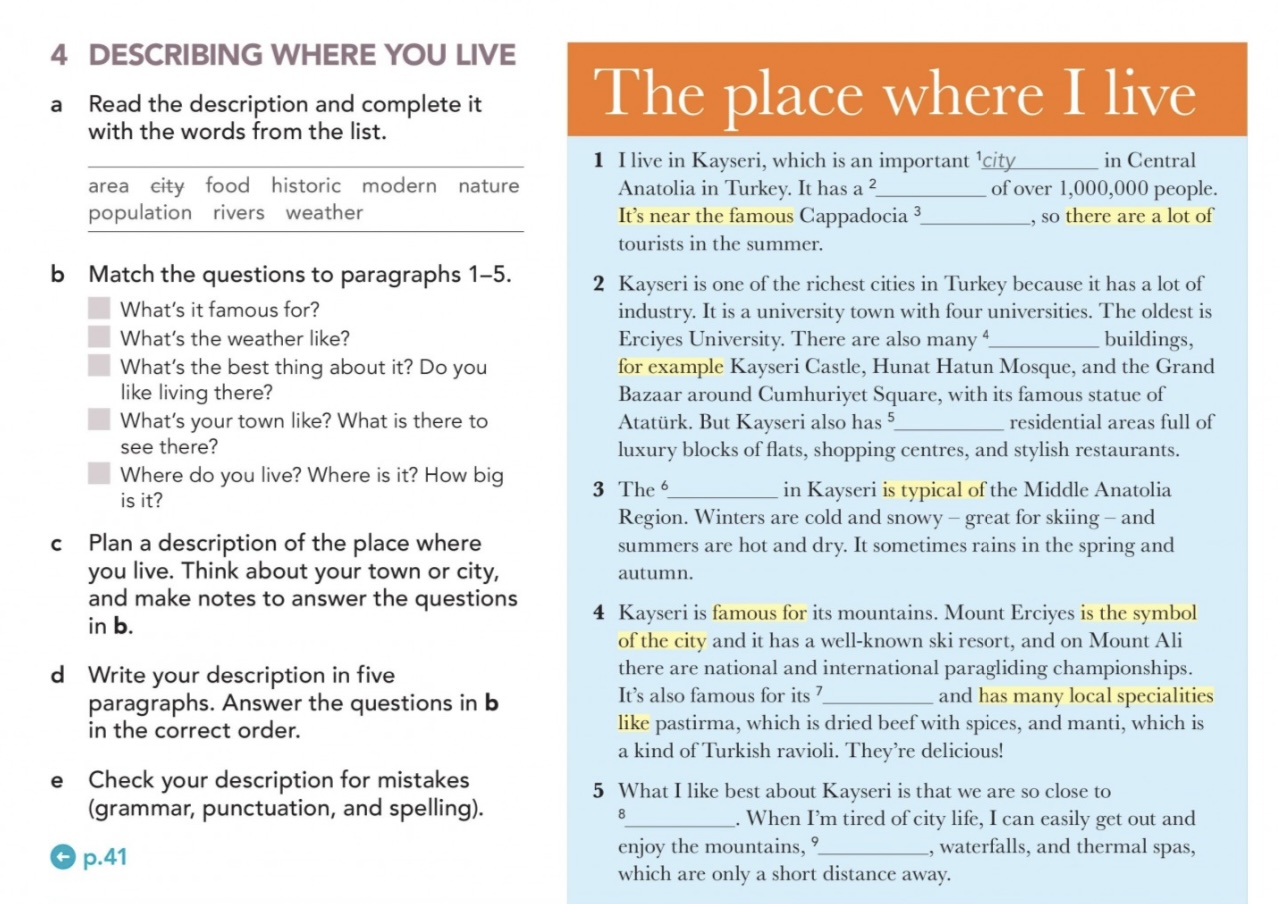 4 DESCRIBING WHERE YOU LIVE
a Read the description and complete it
with the words from the list.
area city food historic modern nature
population rivers weather
b Match the questions to paragraphs 1–5.
What's it famous for?
What's the weather like?
What's the best thing about it? Do you
like living there?
What's your town like? What is there to
see there?
Where do you live? Where is it? How big
is it?
c Plan a description of the place where
you live. Think about your town or city,
and make notes to answer the questions
in b.
d Write your description in five
paragraphs. Answer the questions in b
in the correct order.
e Check your description for mistakes
(grammar, punctuation, and spelling).
p.41
The place where I live
1 I live in Kayseri, which is an important ¹city________ in Central
Anatolia in Turkey. It has a ²__________ of over 1,000,000 people.
It's near the famous Cappadocia ³__________, so there are a lot of
tourists in the summer.
2 Kayseri is one of the richest cities in Turkey because it has a lot of
industry. It is a university town with four universities. The oldest is
Erciyes University. There are also many ⁴__________ buildings,
for example Kayseri Castle, Hunat Hatun Mosque, and the Grand
Bazaar around Cumhuriyet Square, with its famous statue of
Atatürk. But Kayseri also has ⁵__________ residential areas full of
luxury blocks of flats, shopping centres, and stylish restaurants.
3 The ⁶__________ in Kayseri is typical of the Middle Anatolia
Region. Winters are cold and snowy – great for skiing – and
summers are hot and dry. It sometimes rains in the spring and
autumn.
4 Kayseri is famous for its mountains. Mount Erciyes is the symbol
of the city and it has a well-known ski resort, and on Mount Ali
there are national and international paragliding championships.
It's also famous for its ⁷__________ and has many local specialities
like pastirma, which is dried beef with spices, and manti, which is
a kind of Turkish ravioli. They're delicious!
5 What I like best about Kayseri is that we are so close to
⁸__________. When I'm tired of city life, I can easily get out and
enjoy the mountains, ⁹__________, waterfalls, and thermal spas,
which are only a short distance away.